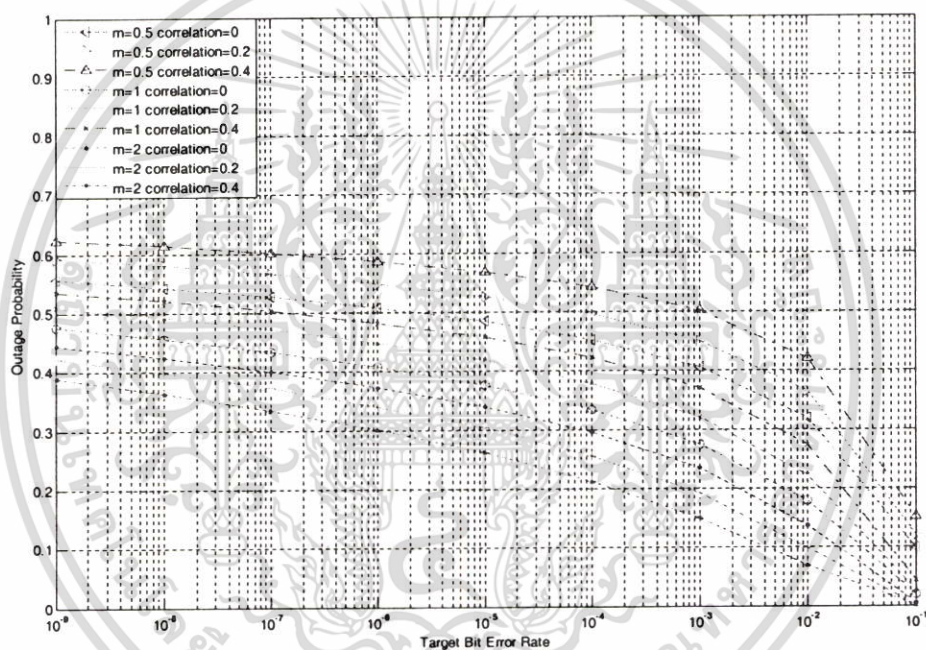 1
0.9
0.8
0.7
0.6
0.5
0.4
0.3
0.2
0.1
0
Outage Probability
m=0.5 correlation=0
m=0.5 correlation=0.2
m=0.5 correlation=0.4
m=1 correlation=0
m=1 correlation=0.2
m=1 correlation=0.4
m=2 correlation=0
m=2 correlation=0.2
m=2 correlation=0.4
10^-9 10^-8 10^-7 10^-6 10^-5 10^-4 10^-3 10^-2 10^-1
Target Bit Error Rate